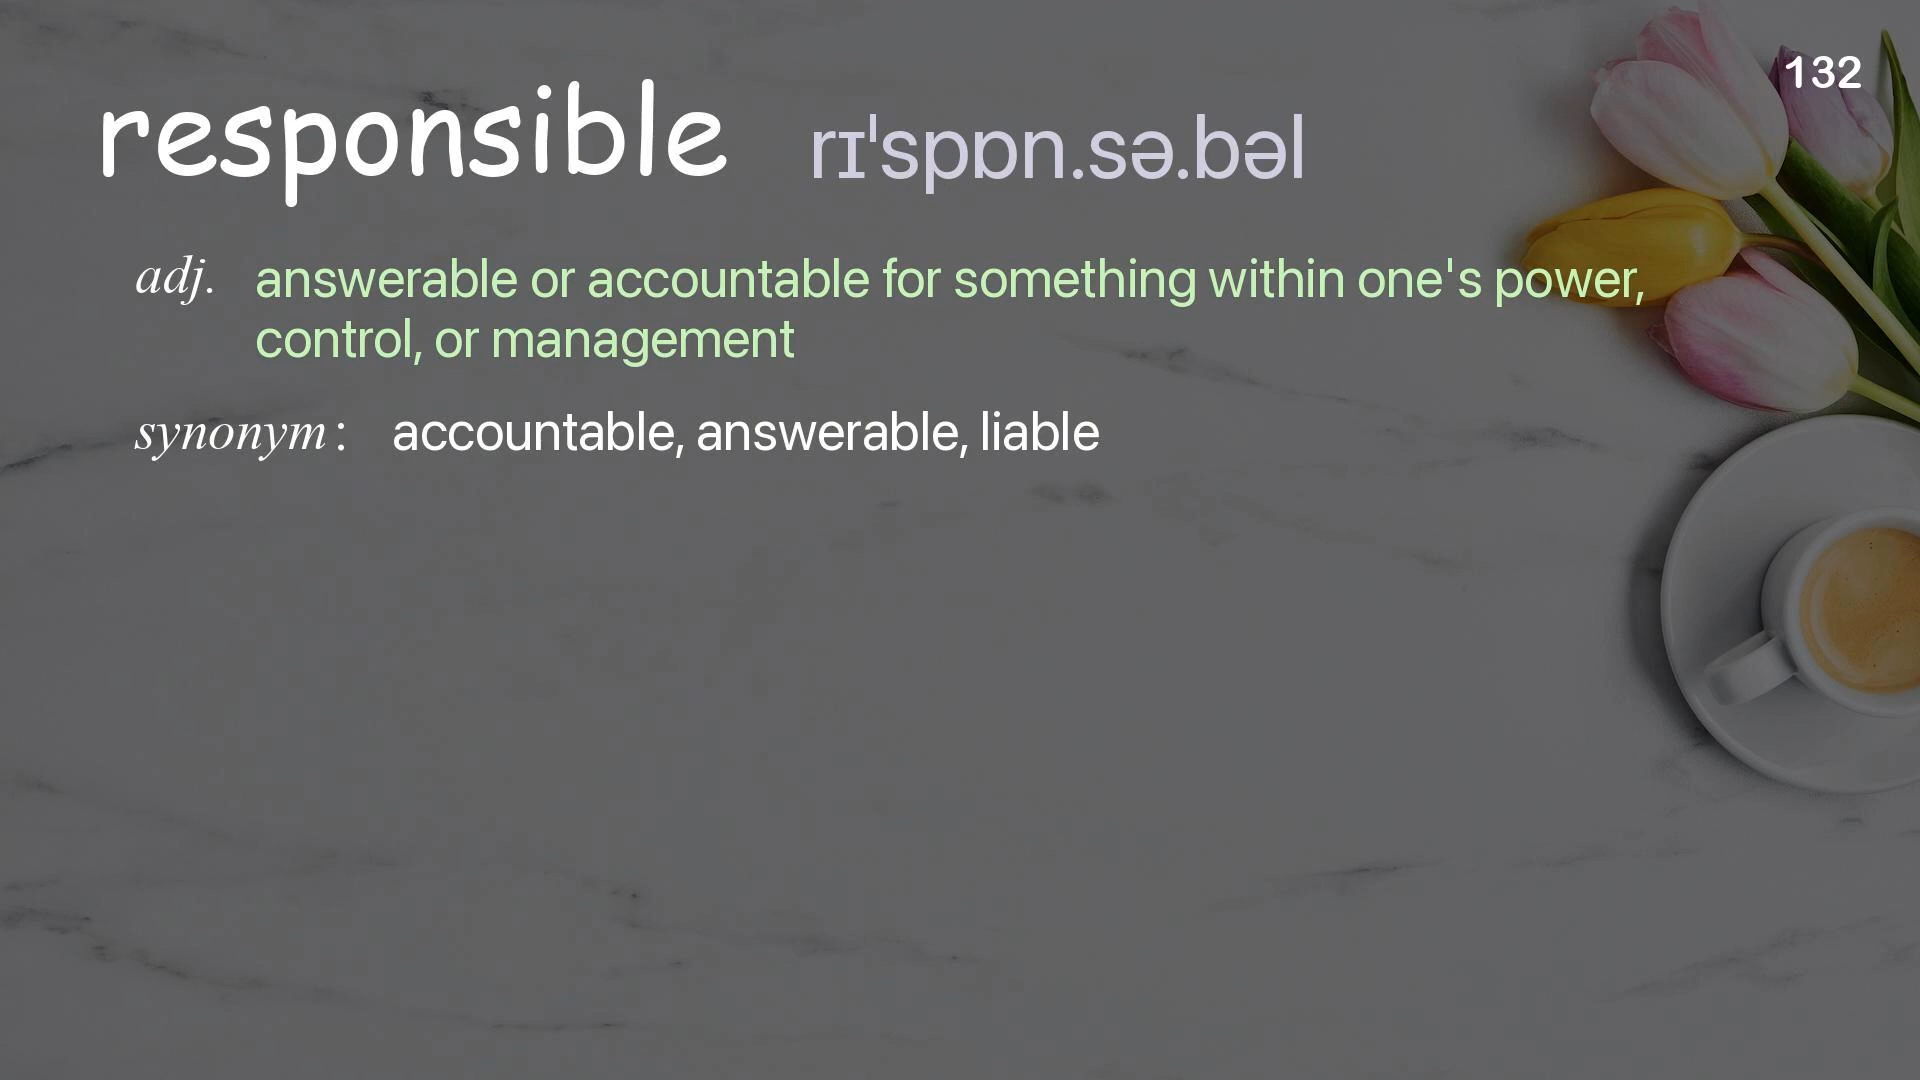 132
responsible rɪˈspɒn.sə.bəl
adj. answerable or accountable for something within one's power,
control, or management
synonym: accountable, answerable, liable